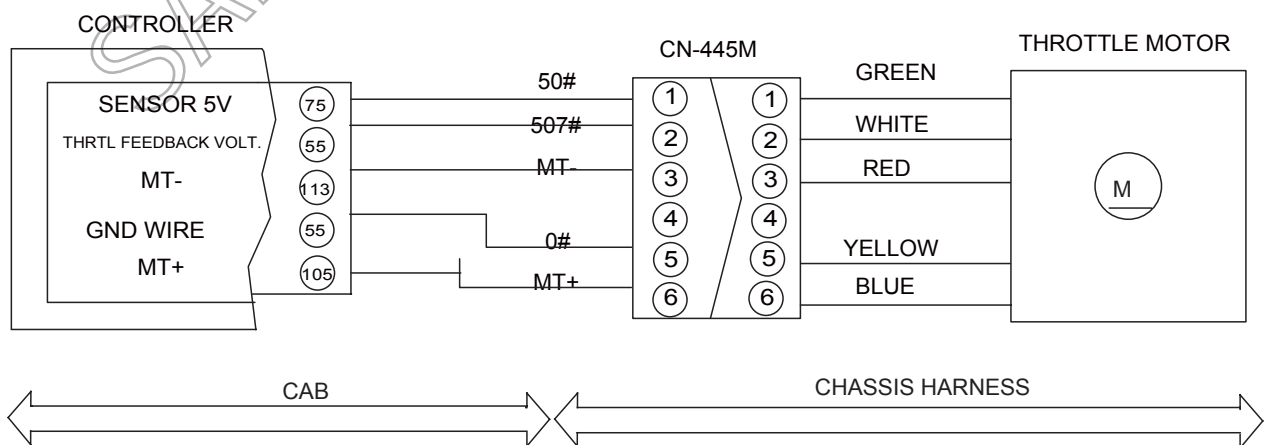 CONTROLLER
SENSOR 5V
75
THRTL FEEDBACK VOLT.
55
MT-
113
GND WIRE
55
MT+
105
50#
507#
MT-
0#
MT+
CN-445M
1 1
2 2
3 3
4 4
5 5
6 6
GREEN
WHITE
RED
YELLOW
BLUE
THROTTLE MOTOR
M
CAB
CHASSIS HARNESS